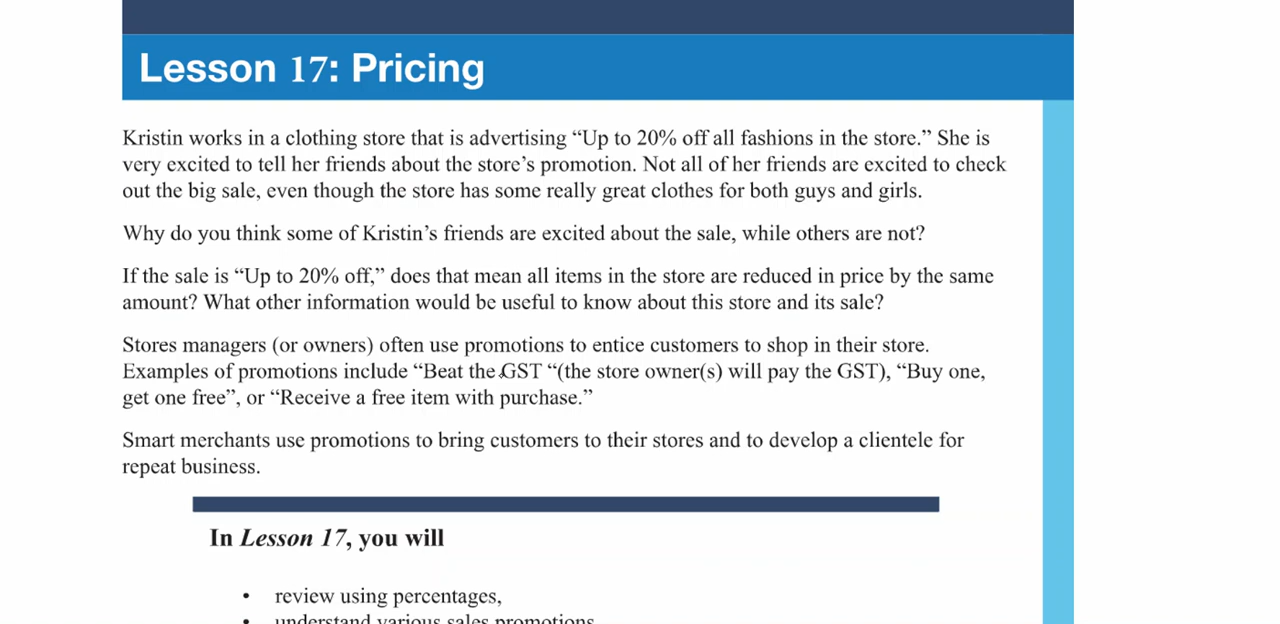 Lesson 17: Pricing
Kristin works in a clothing store that is advertising “Up to 20% off all fashions in the store.” She is
very excited to tell her friends about the store’s promotion. Not all of her friends are excited to check
out the big sale, even though the store has some really great clothes for both guys and girls.
Why do you think some of Kristin’s friends are excited about the sale, while others are not?
If the sale is “Up to 20% off,” does that mean all items in the store are reduced in price by the same
amount? What other information would be useful to know about this store and its sale?
Stores managers (or owners) often use promotions to entice customers to shop in their store.
Examples of promotions include “Beat the GST “(the store owner(s) will pay the GST), “Buy one,
get one free”, or “Receive a free item with purchase.”
Smart merchants use promotions to bring customers to their stores and to develop a clientele for
repeat business.
In Lesson 17, you will
• review using percentages,
• understand various sales promotions